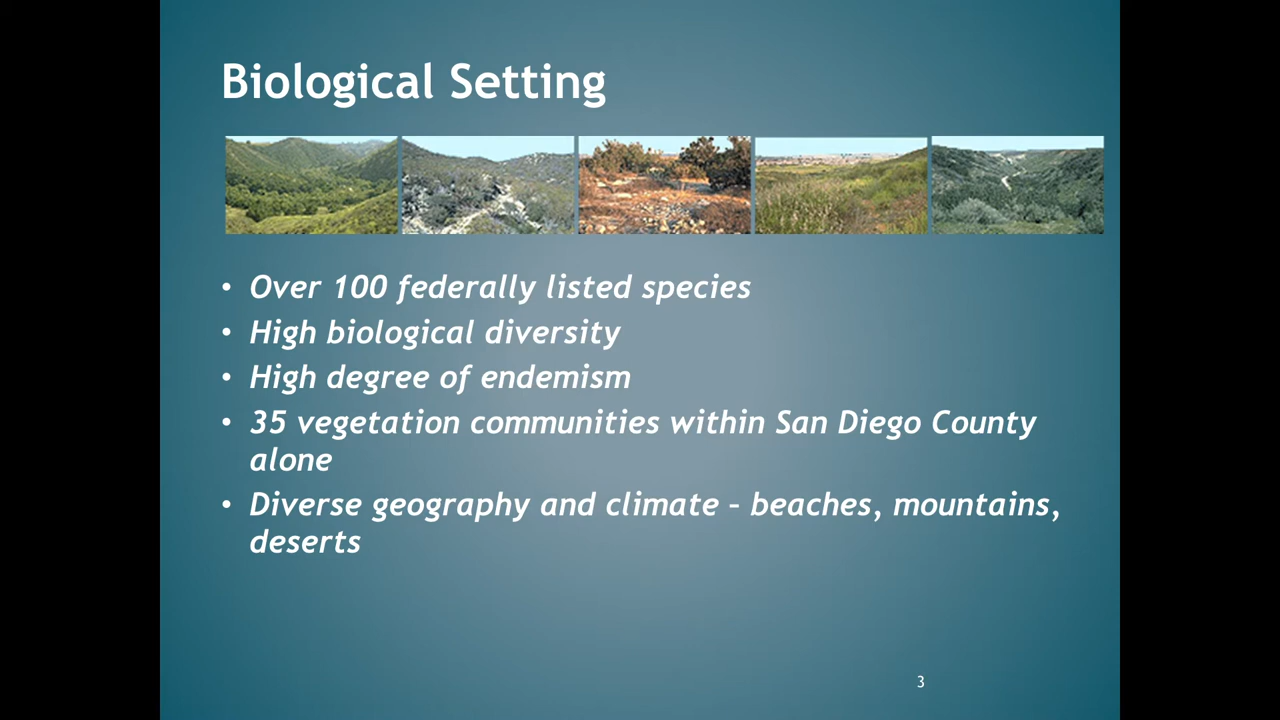 Biological Setting
• Over 100 federally listed species
• High biological diversity
• High degree of endemism
• 35 vegetation communities within San Diego County
alone
• Diverse geography and climate – beaches, mountains,
deserts
3